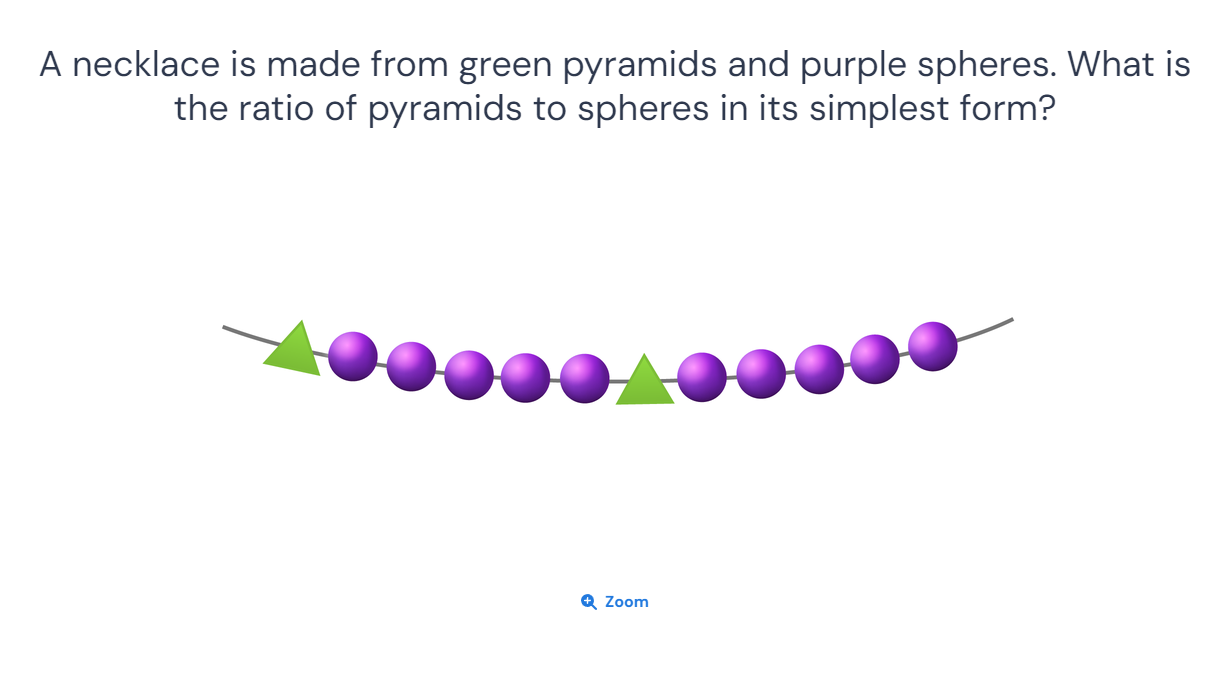 A necklace is made from green pyramids and purple spheres. What is
the ratio of pyramids to spheres in its simplest form?
Zoom